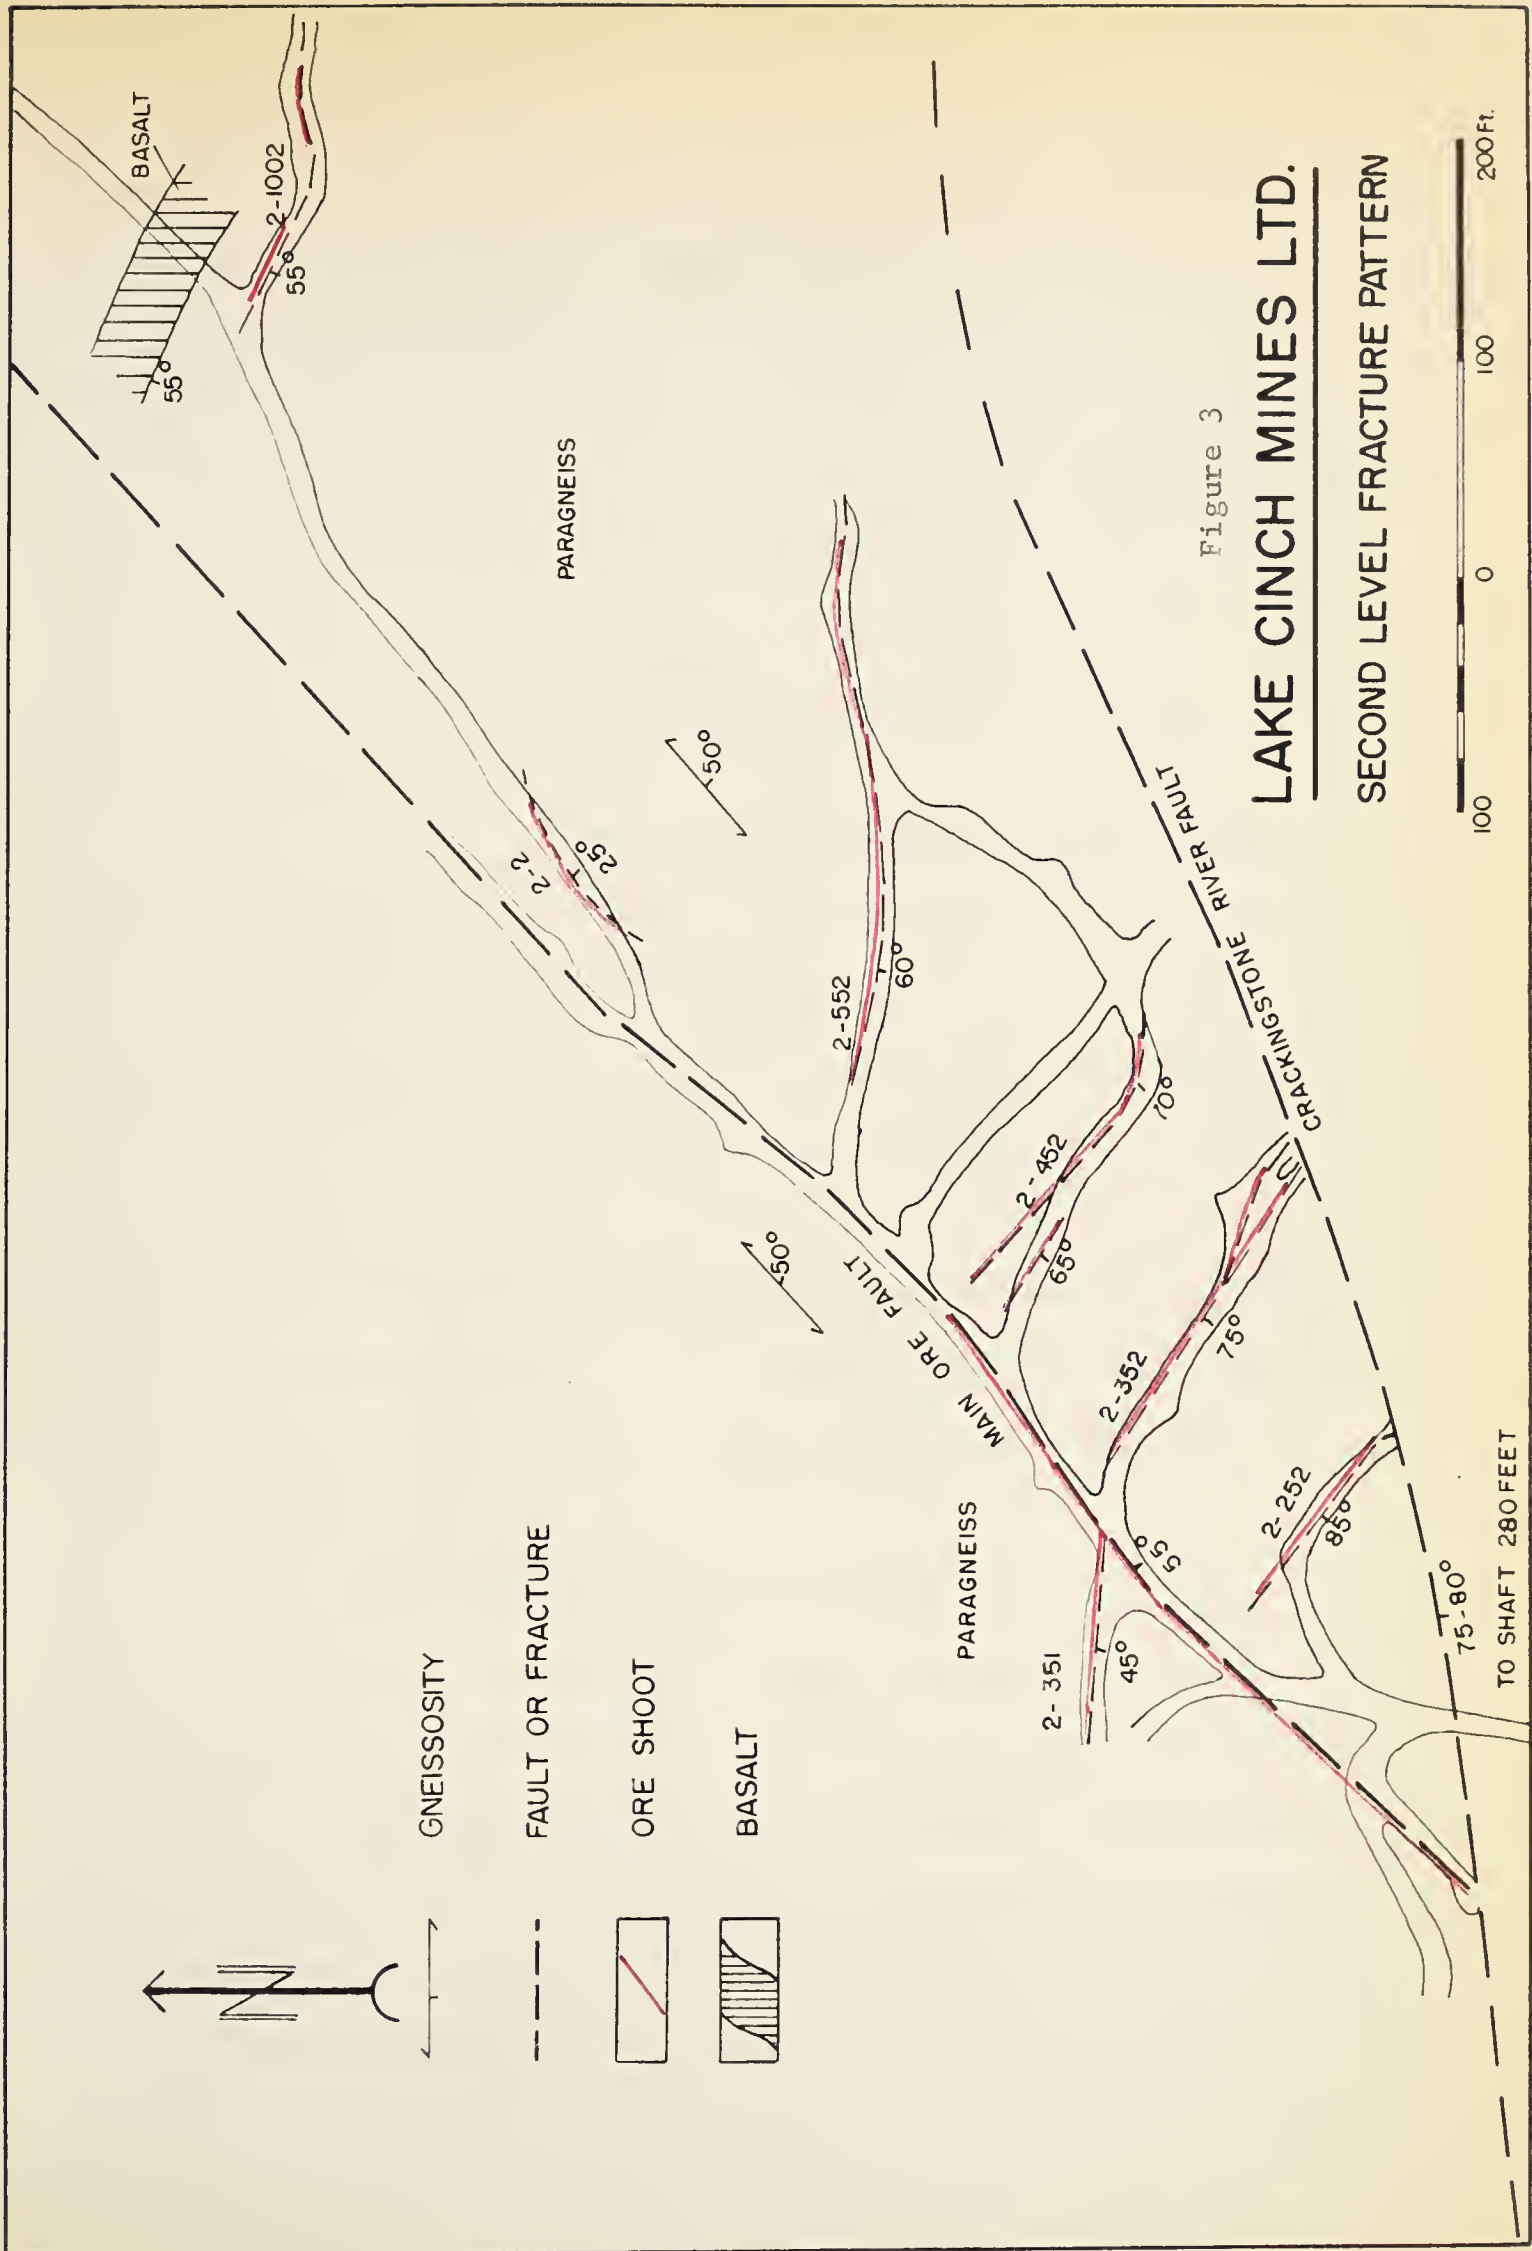 N
GNEISSOSITY
FAULT OR FRACTURE
ORE SHOOT
BASALT
BASALT
55°
2-1002
55°
PARAGNEISS
2-2
25°
50°
2-552
60°
50°
MAIN ORE FAULT
2-452
70°
65°
2-352
75°
PARAGNEISS
2-351
45°
55°
2-252
85°
CRACKINGSTONE RIVER FAULT
75-80°
TO SHAFT 280 FEET
Figure 3
LAKE CINCH MINES LTD.
SECOND LEVEL FRACTURE PATTERN
100 0 100 200 Ft.